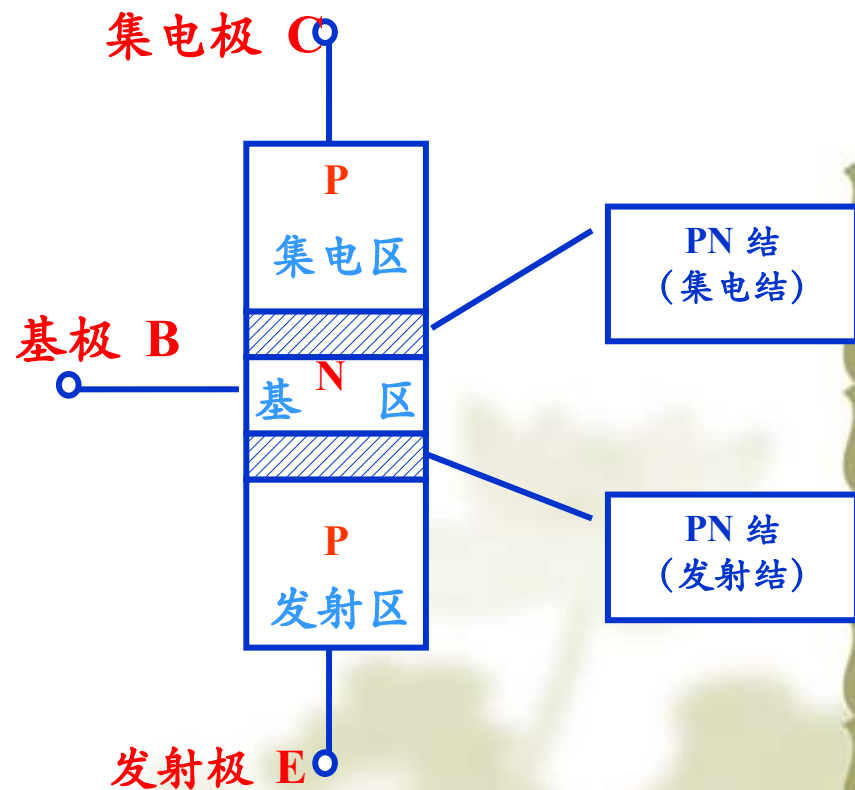 集电极 C
P
集电区
PN 结
（集电结）
基极 B
N
基 区
PN 结
（发射结）
P
发射区
发射极 E